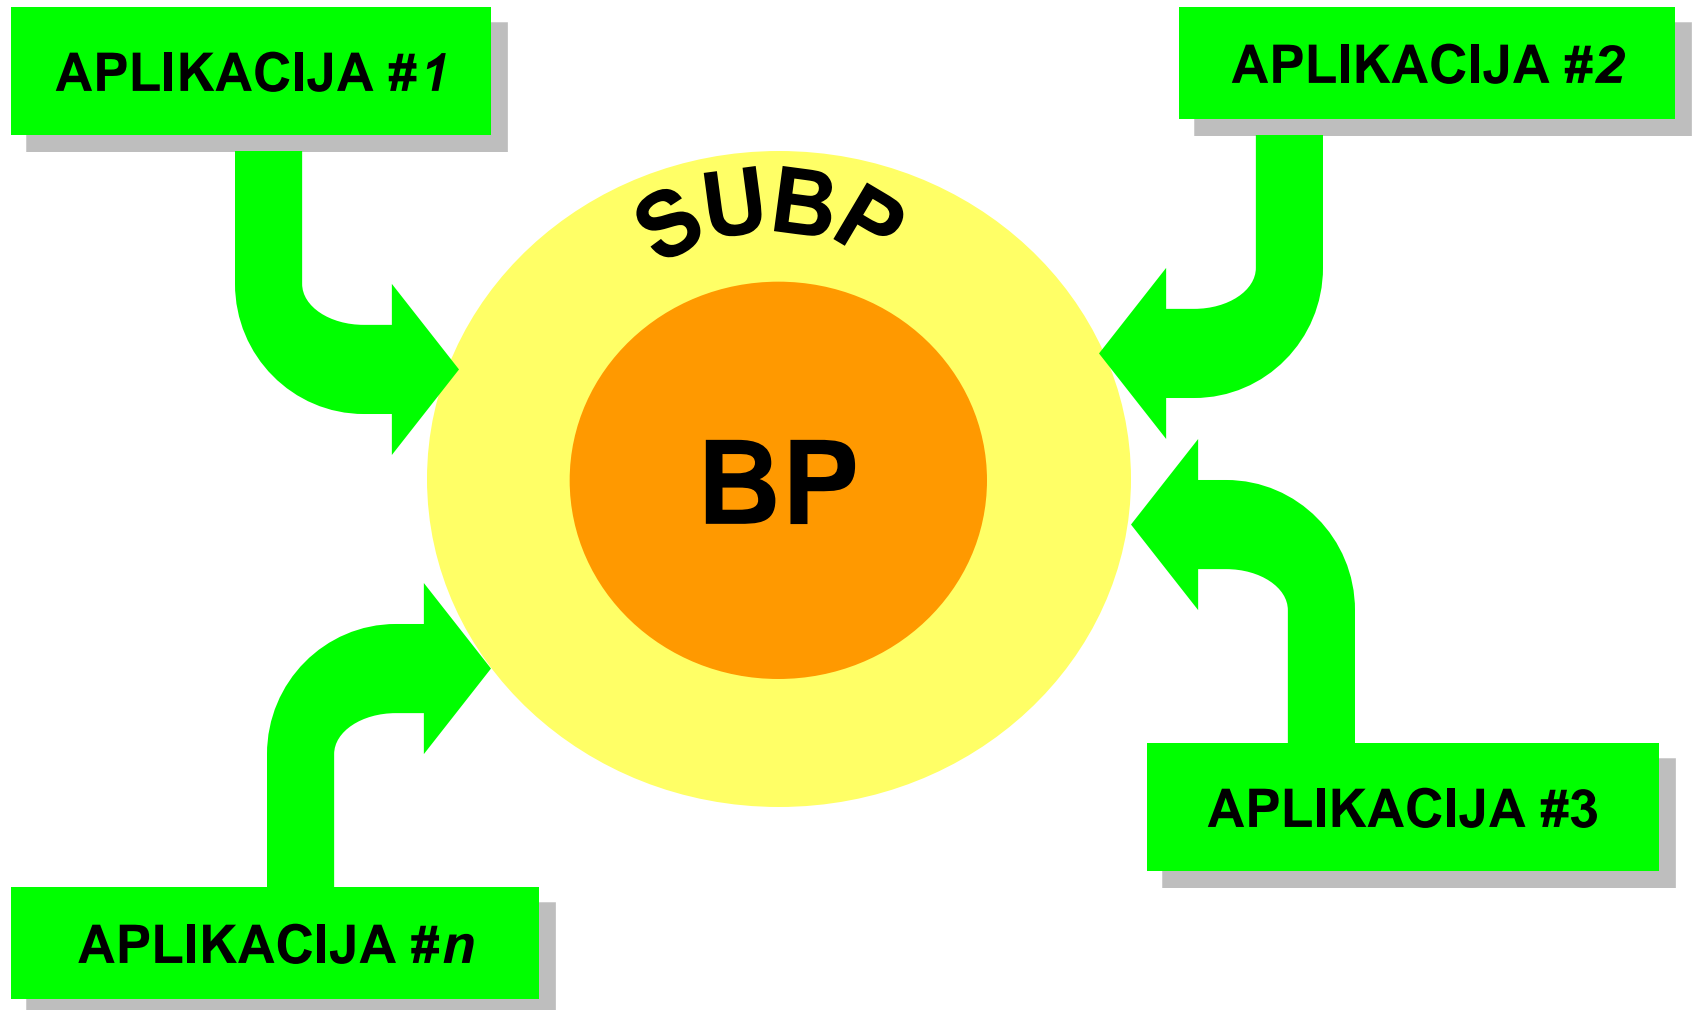 APLIKACIJA #1
APLIKACIJA #2
SUBP
BP
APLIKACIJA #3
APLIKACIJA #n